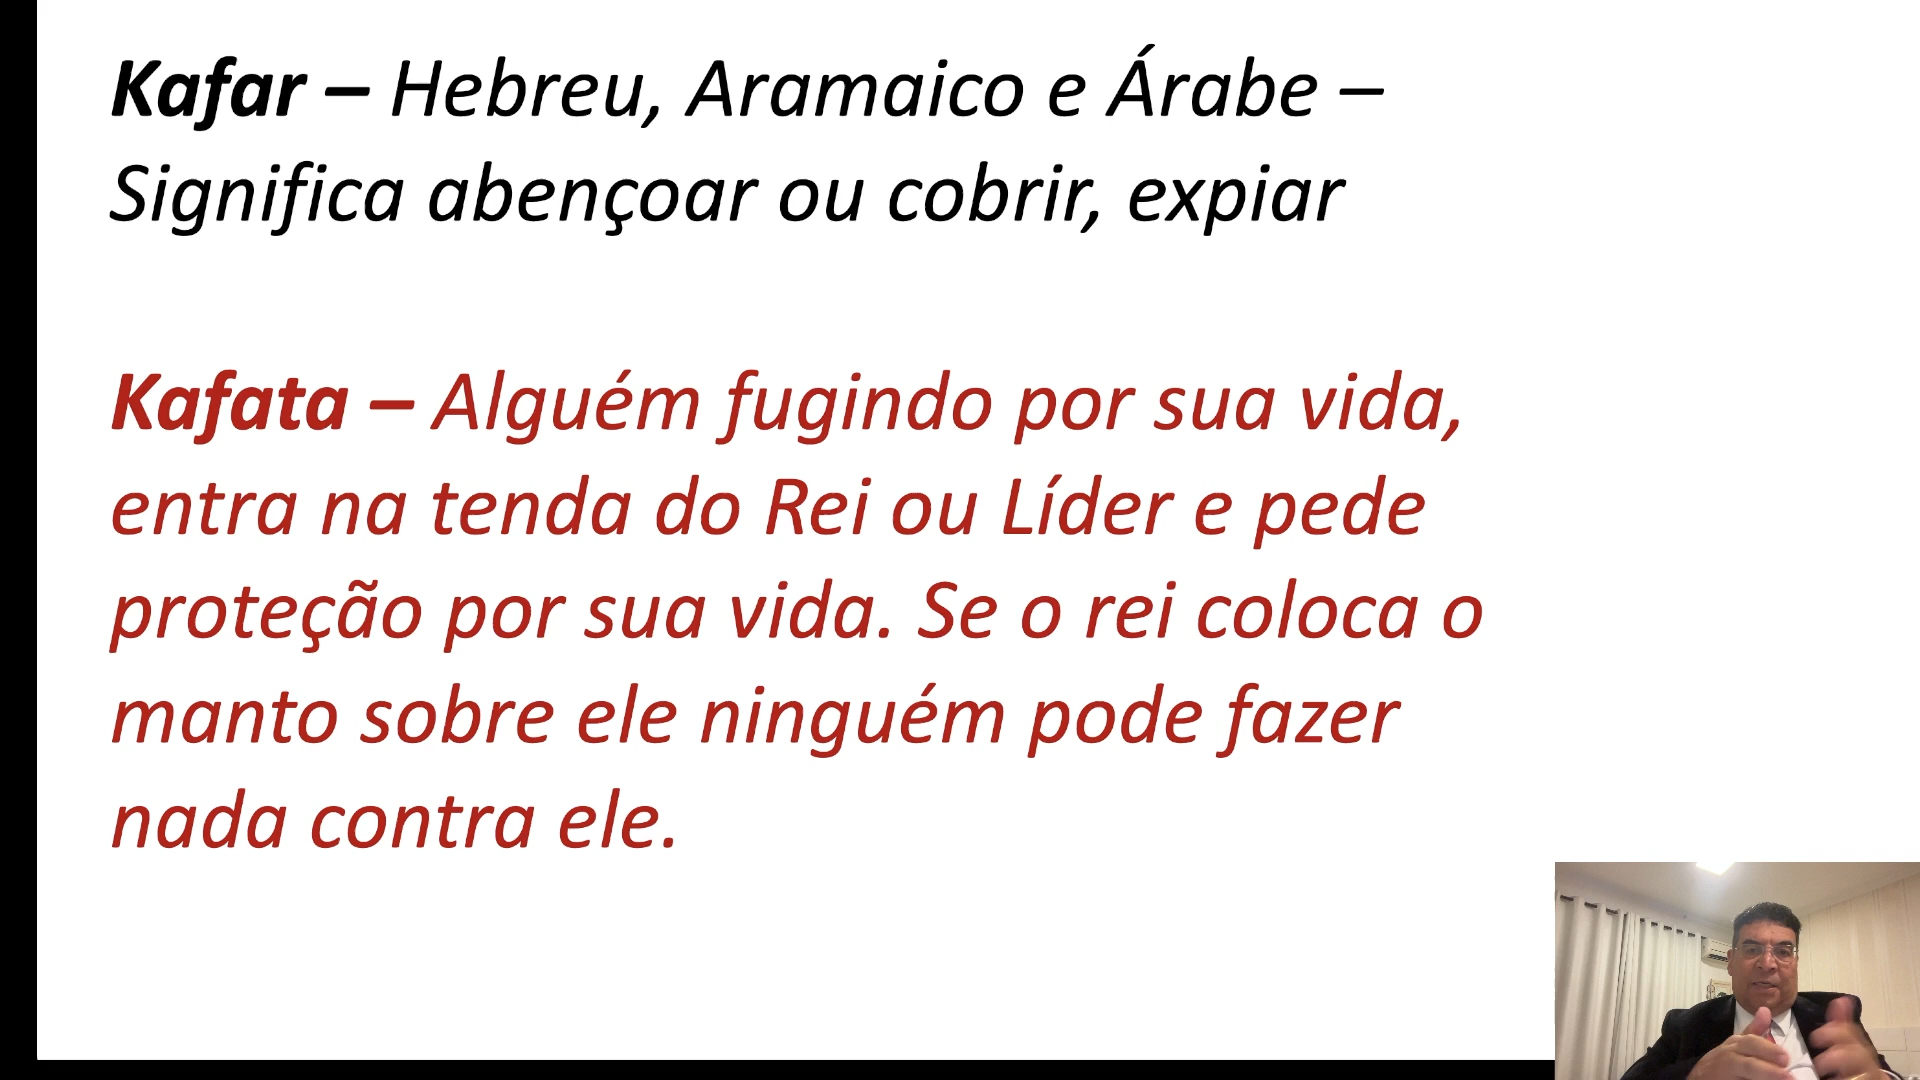 Kafar – Hebreu, Aramaico e Árabe –
Significa abençoar ou cobrir, expiar
Kafata – Alguém fugindo por sua vida,
entra na tenda do Rei ou Líder e pede
proteção por sua vida. Se o rei coloca o
manto sobre ele ninguém pode fazer
nada contra ele.